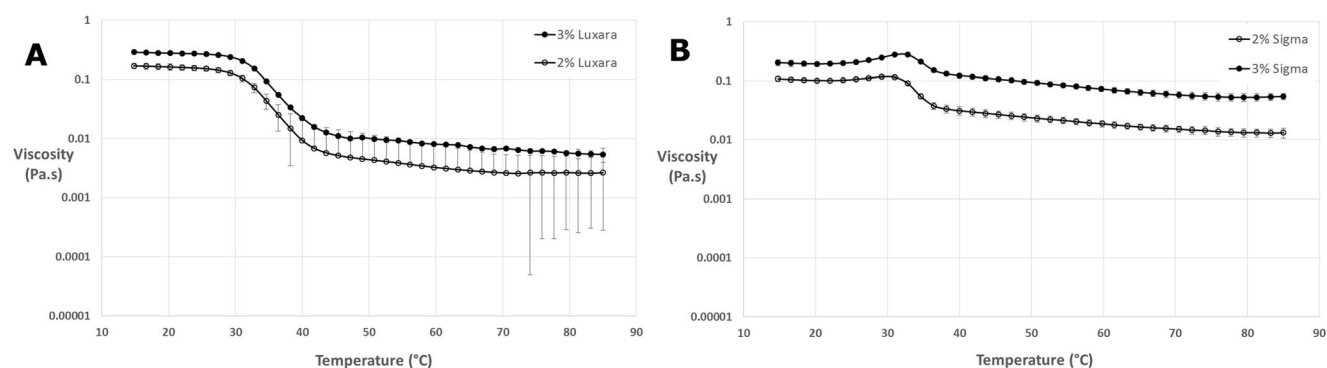 A
1
0.1
0.01
Viscosity
(Pa.s)
0.001
0.0001
0.00001
10 20 30 40 50 60 70 80 90
Temperature (°C)
3% Luxara
2% Luxara
B
1
0.1
0.01
Viscosity
(Pa.s)
0.001
0.0001
0.00001
10 20 30 40 50 60 70 80 90
Temperature (°C)
2% Sigma
3% Sigma